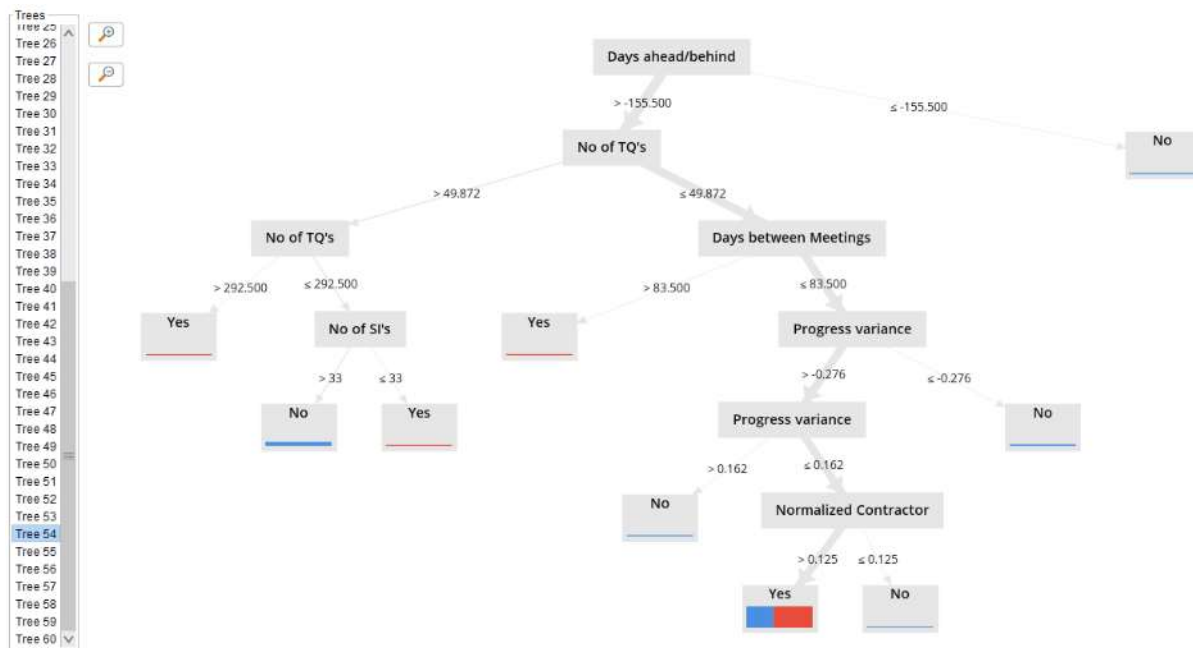 Trees
Tree 25
Tree 26
Tree 27
Tree 28
Tree 29
Tree 30
Tree 31
Tree 32
Tree 33
Tree 34
Tree 35
Tree 36
Tree 37
Tree 38
Tree 39
Tree 40
Tree 41
Tree 42
Tree 43
Tree 44
Tree 45
Tree 46
Tree 47
Tree 48
Tree 49
Tree 50
Tree 51
Tree 52
Tree 53
Tree 54
Tree 55
Tree 56
Tree 57
Tree 58
Tree 59
Tree 60
Days ahead/behind
> -155.500
≤ -155.500
No of TQ's
No
> 49.872
≤ 49.872
No of TQ's
Days between Meetings
> 292.500
≤ 292.500
> 83.500
≤ 83.500
Yes
No of SI's
Yes
Progress variance
> 33
≤ 33
> -0.276
≤ -0.276
No
Yes
Progress variance
No
> 0.162
≤ 0.162
No
Normalized Contractor
> 0.125
≤ 0.125
Yes
No